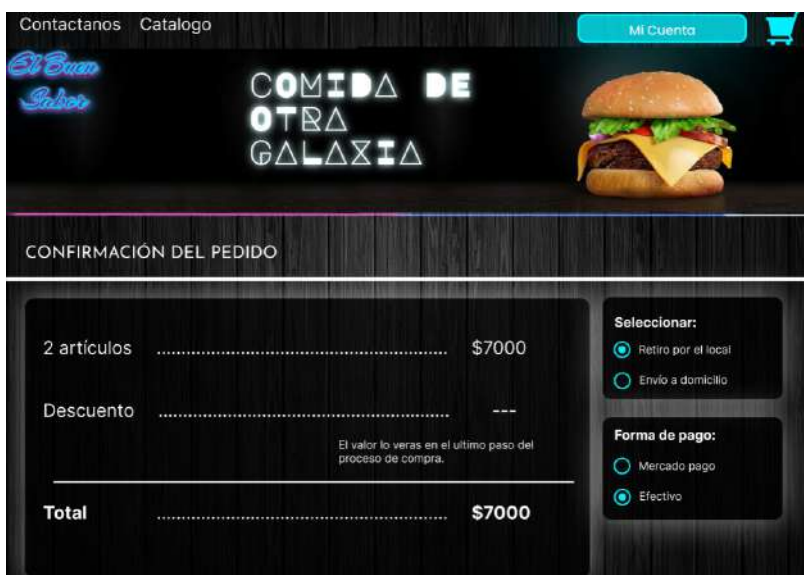 Contactanos Catalogo
Mi Cuenta
El Buen
Sabor
COMIDA DE
OTRA
GALAXIA
CONFIRMACIÓN DEL PEDIDO
2 artículos ................................................ $7000
Descuento ................................................ ---
El valor lo veras en el ultimo paso del
proceso de compra.
Total ................................................ $7000
Seleccionar:
Retiro por el local
Envío a domicilio
Forma de pago:
Mercado pago
Efectivo